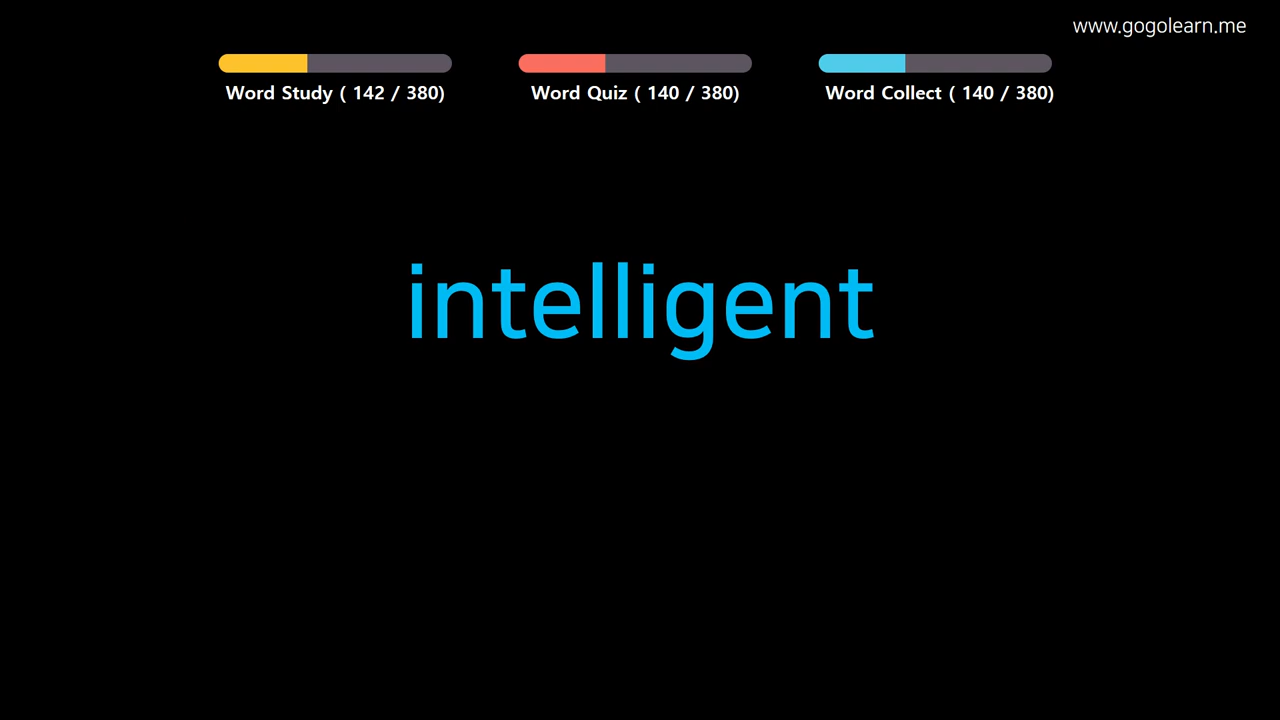 www.gogolearn.me
Word Study ( 142 / 380)
Word Quiz ( 140 / 380)
Word Collect ( 140 / 380)
intelligent